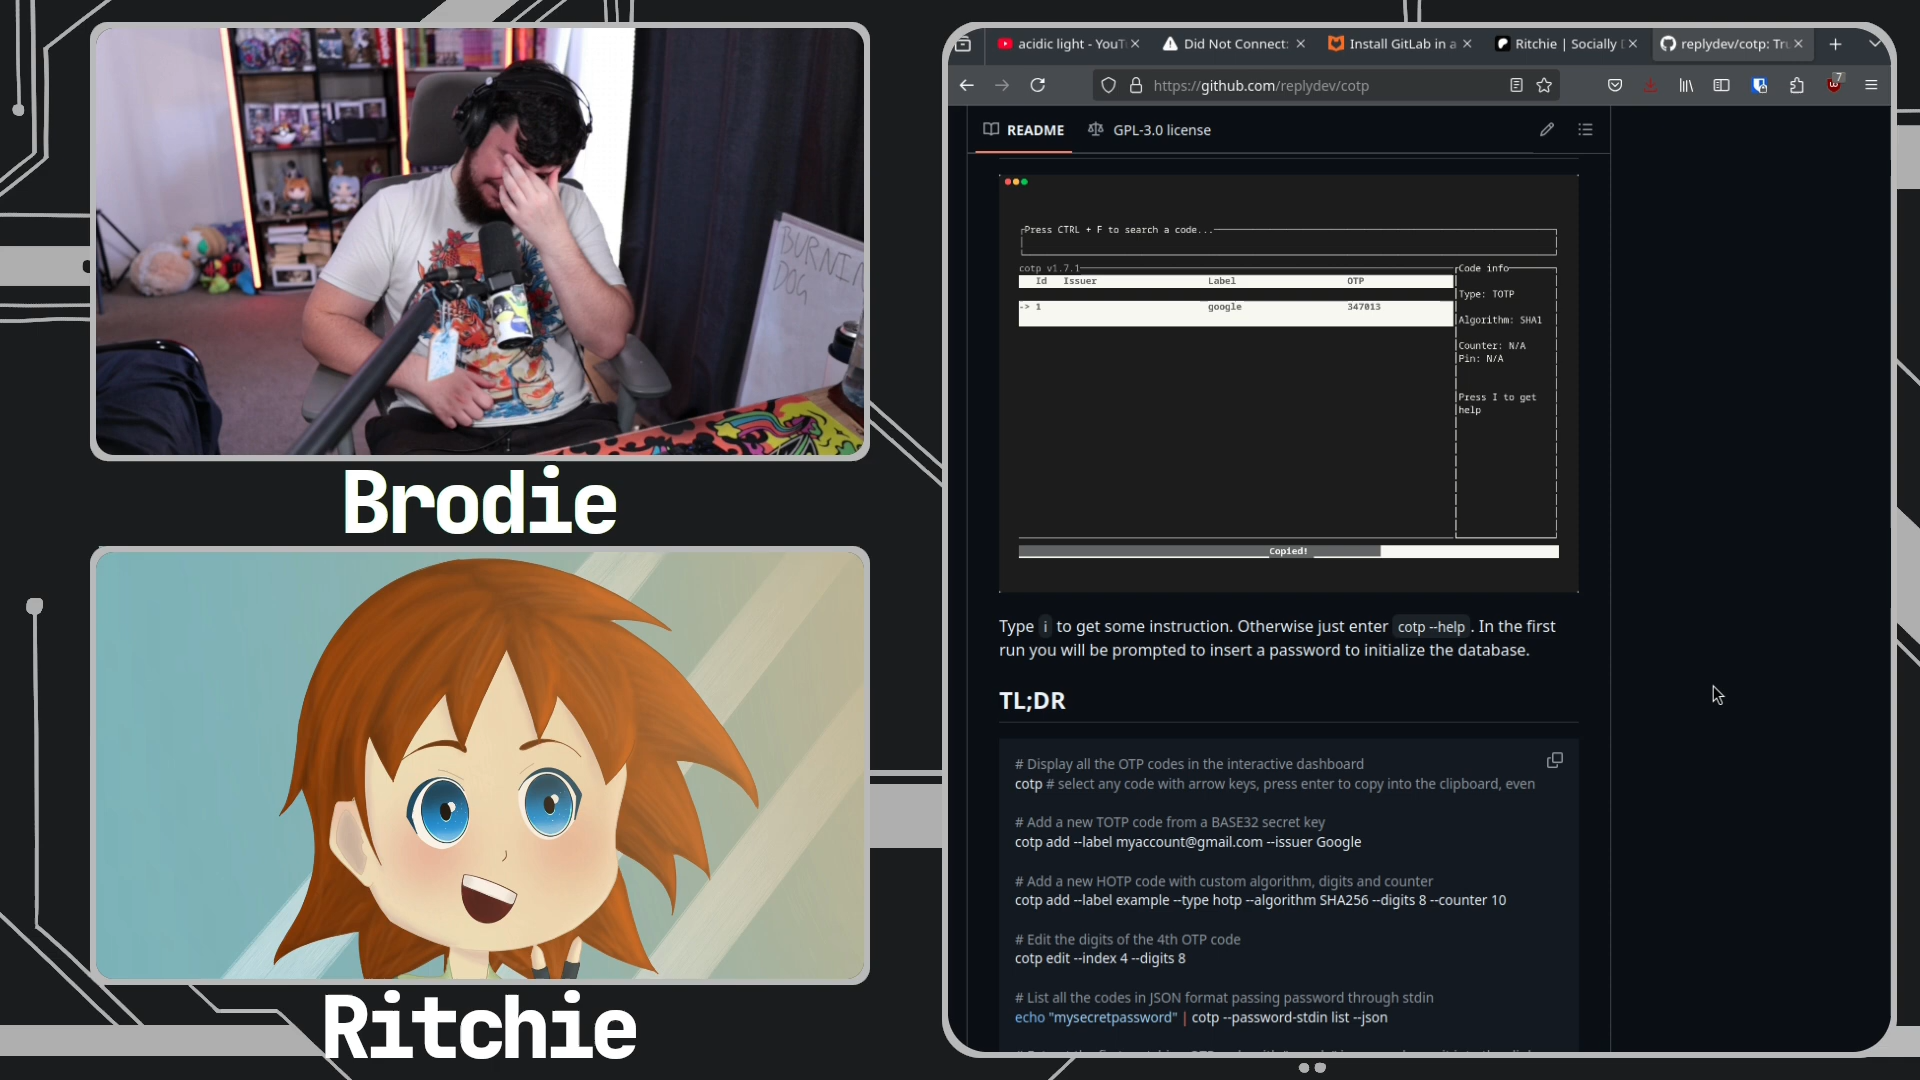 BURNIN
DOG
Brodie
Ritchie
acidic light - YouT
Did Not Connect:
Install GitLab in a
Ritchie | Socially
replydev/cotp: Tru
https://github.com/replydev/cotp
7
README
GPL-3.0 license
Press CTRL + F to search a code...
cotp v1.7.1
Code info
Id Issuer Label OTP
Type: TOTP
-> 1 google 347013
Algorithm: SHA1
Counter: N/A
Pin: N/A
Press I to get
help
Copied!
Type i to get some instruction. Otherwise just enter cotp --help. In the first
run you will be prompted to insert a password to initialize the database.
TL;DR
# Display all the OTP codes in the interactive dashboard
cotp # select any code with arrow keys, press enter to copy into the clipboard, even
# Add a new TOTP code from a BASE32 secret key
cotp add --label myaccount@gmail.com --issuer Google
# Add a new HOTP code with custom algorithm, digits and counter
cotp add --label example --type hotp --algorithm SHA256 --digits 8 --counter 10
# Edit the digits of the 4th OTP code
cotp edit --index 4 --digits 8
# List all the codes in JSON format passing password through stdin
echo "mysecretpassword" | cotp --password-stdin list --json